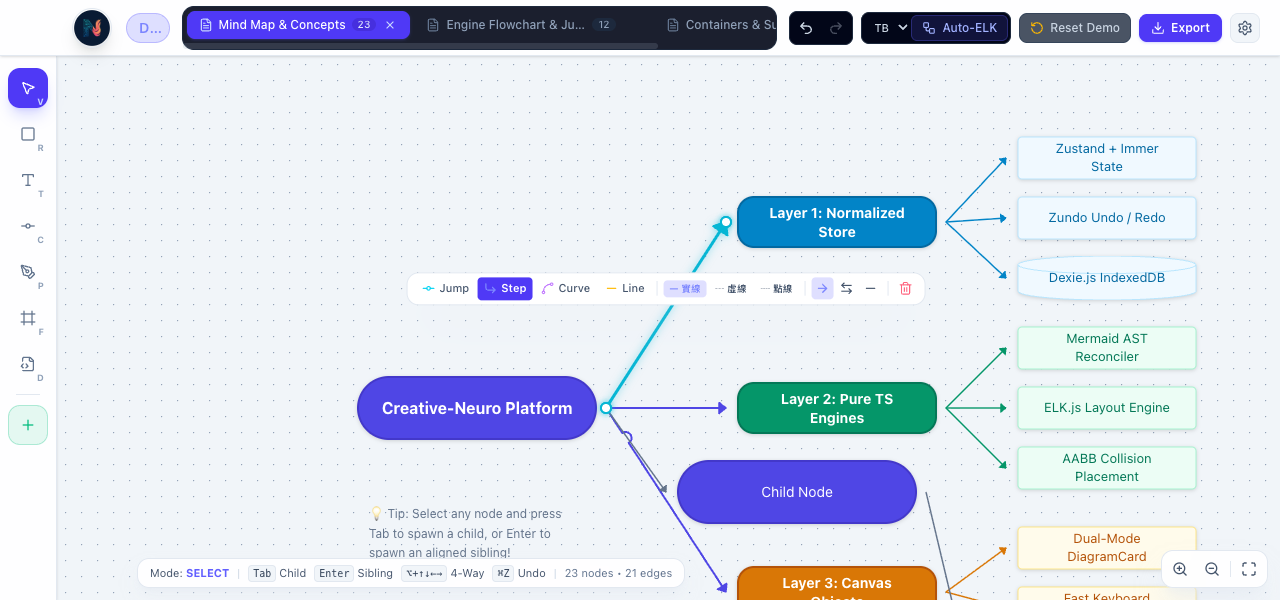 D...
Mind Map & Concepts 23
Engine Flowchart & Ju... 12
Containers & Su
TB
Auto-ELK
Reset Demo
Export
V
R
T
C
P
F
D
Zustand + Immer
State
Layer 1: Normalized
Store
Zundo Undo / Redo
Dexie.js IndexedDB
Jump
Step
Curve
Line
實線
虛線
點線
Mermaid AST
Reconciler
Creative-Neuro Platform
Layer 2: Pure TS
Engines
ELK.js Layout Engine
AABB Collision
Placement
Child Node
💡 Tip: Select any node and press
Tab to spawn a child, or Enter to
spawn an aligned sibling!
Dual-Mode
DiagramCard
Mode: SELECT | Tab Child Enter Sibling ⌥+↑↓←→ 4-Way ⌘Z Undo | 23 nodes • 21 edges
Layer 3: Canvas
Objects
Fast Keyboard